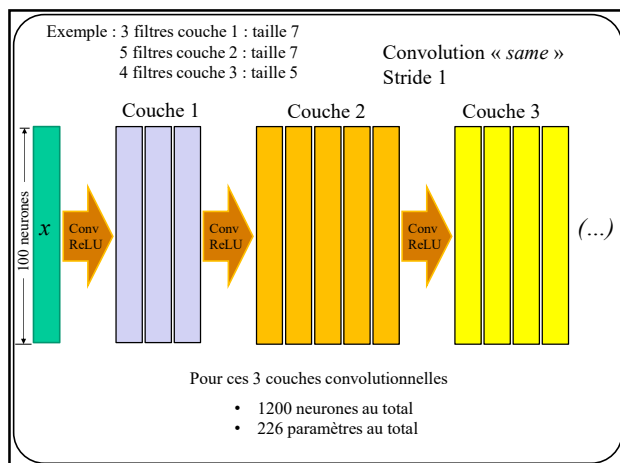 Exemple : 3 filtres couche 1 : taille 7
5 filtres couche 2 : taille 7
4 filtres couche 3 : taille 5
Convolution « same »
Stride 1
Couche 1
Couche 2
Couche 3
100 neurones
x
Conv
ReLU
Conv
ReLU
Conv
ReLU
(...)
Pour ces 3 couches convolutionnelles
• 1200 neurones au total
• 226 paramètres au total